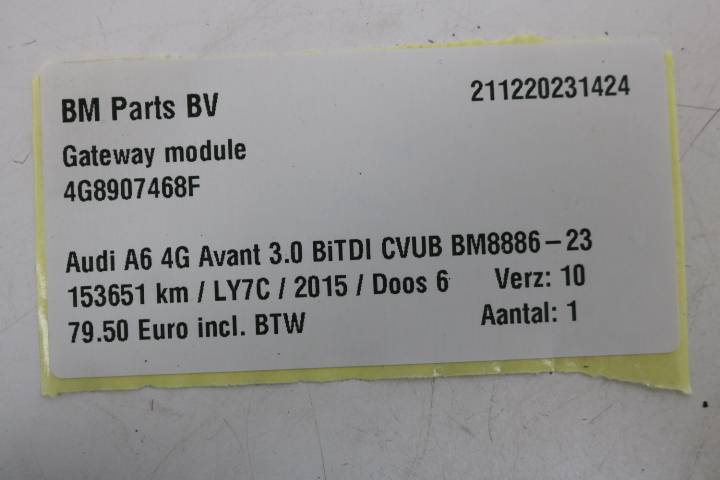 BM Parts BV 211220231424
Gateway module
4G8907468F
Audi A6 4G Avant 3.0 BiTDI CVUB BM8886-23
153651 km / LY7C / 2015 / Doos 6 Verz: 10
79.50 Euro incl. BTW Aantal: 1